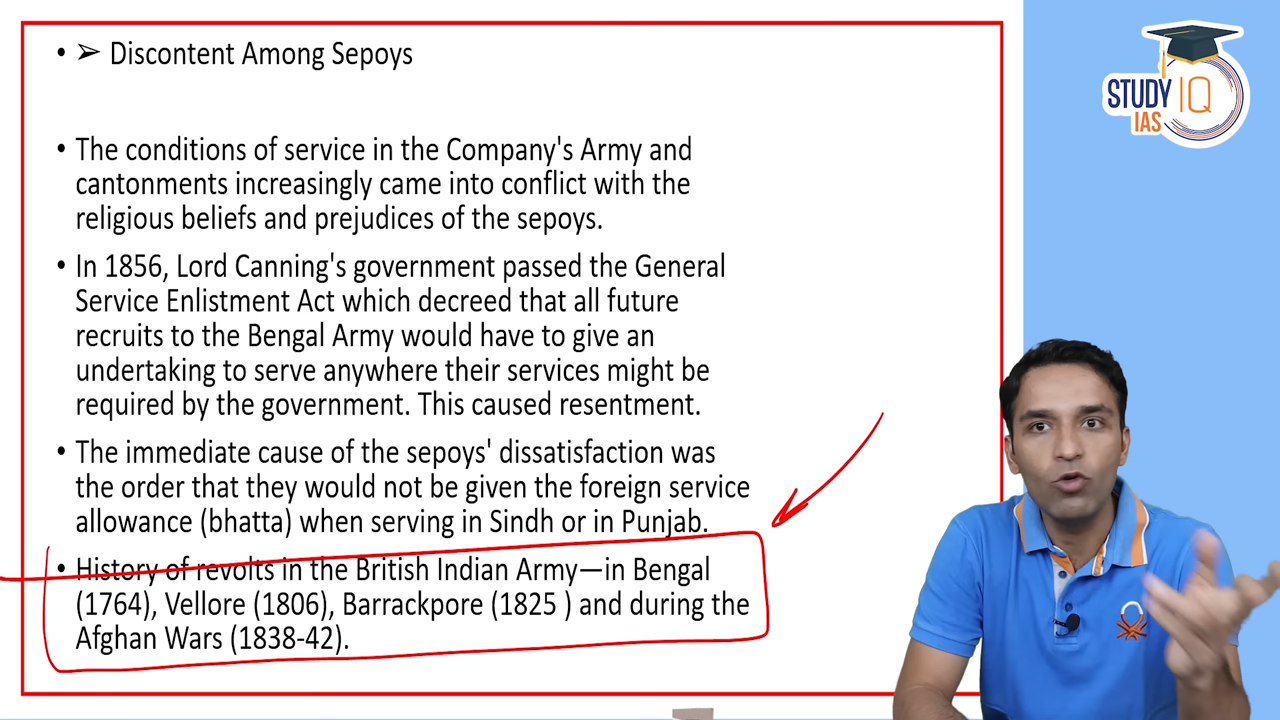 • ➢ Discontent Among Sepoys
• The conditions of service in the Company's Army and
cantonments increasingly came into conflict with the
religious beliefs and prejudices of the sepoys.
• In 1856, Lord Canning's government passed the General
Service Enlistment Act which decreed that all future
recruits to the Bengal Army would have to give an
undertaking to serve anywhere their services might be
required by the government. This caused resentment.
• The immediate cause of the sepoys' dissatisfaction was
the order that they would not be given the foreign service
allowance (bhatta) when serving in Sindh or in Punjab.
• History of revolts in the British Indian Army—in Bengal
(1764), Vellore (1806), Barrackpore (1825 ) and during the
Afghan Wars (1838-42).
STUDY IQ
IAS